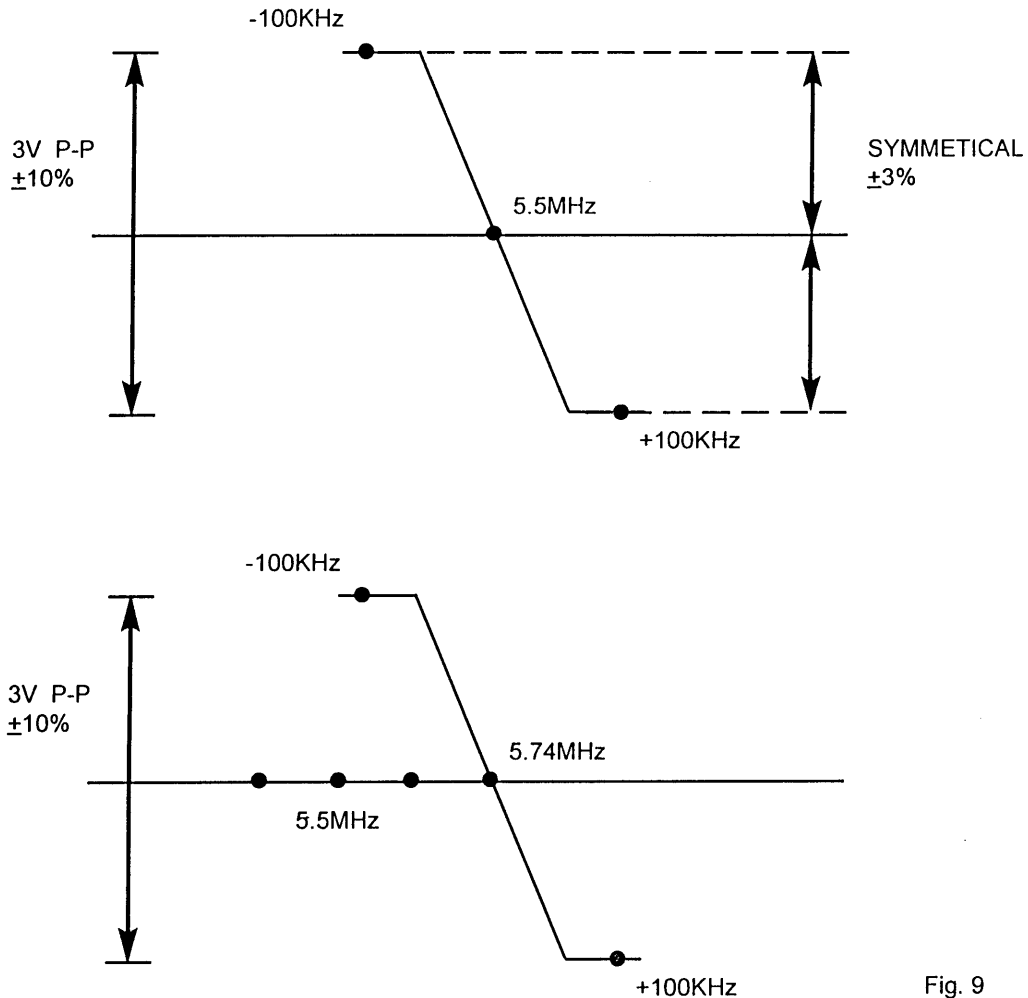 -100KHz
3V P-P
±10%
SYMMETICAL
±3%
5.5MHz
+100KHz
-100KHz
3V P-P
±10%
5.74MHz
5.5MHz
+100KHz
Fig. 9